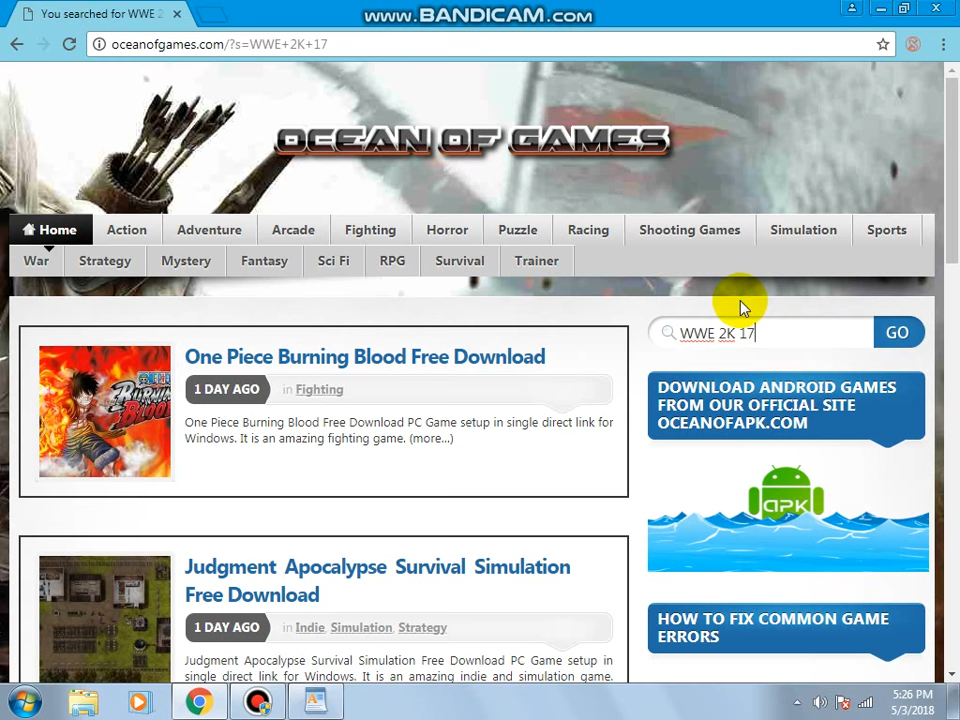 You searched for WWE 2
www.BANDICAM.com
oceanofgames.com/?s=WWE+2K+17
OCEAN OF GAMES
Home
Action
Adventure
Arcade
Fighting
Horror
Puzzle
Racing
Shooting Games
Simulation
Sports
War
Strategy
Mystery
Fantasy
Sci Fi
RPG
Survival
Trainer
WWE 2K 17
GO
One Piece Burning Blood Free Download
1 DAY AGO
in Fighting
One Piece Burning Blood Free Download PC Game setup in single direct link for
Windows. It is an amazing fighting game. (more...)
DOWNLOAD ANDROID GAMES
FROM OUR OFFICIAL SITE
OCEANOFAPK.COM
apk
Judgment Apocalypse Survival Simulation
Free Download
1 DAY AGO
in Indie, Simulation, Strategy
Judgment Apocalypse Survival Simulation Free Download PC Game setup in
single direct link for Windows. It is an amazing indie and simulation game.
HOW TO FIX COMMON GAME
ERRORS
5:26 PM
5/3/2018